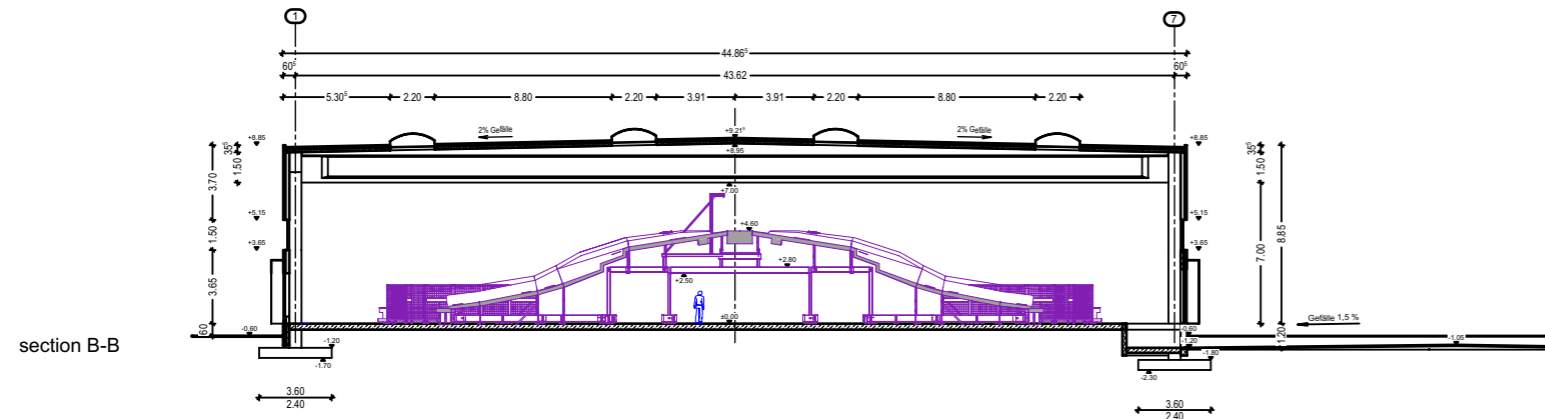 1 7
44.86⁵
60⁵ 43.62 60⁵
5.30⁵ 2.20 8.80 2.20 3.91 3.91 2.20 8.80 2.20
2% Gefälle +9.21⁵ 2% Gefälle
+8.85 +8.85
35⁵ +8.95 35⁵
1.50 1.50
3.70 +7.00
+5.15 +5.15
1.50 +4.60 8.85
+3.65 +3.65
7.00
+2.80
3.65 +2.50
±0.00 Gefälle 1,5 %
60 -0.60 -0.60
section B-B -1.20 -1.20 1.20 -1.05
-1.70 -1.80
-2.30
3.60 3.60
2.40 2.40